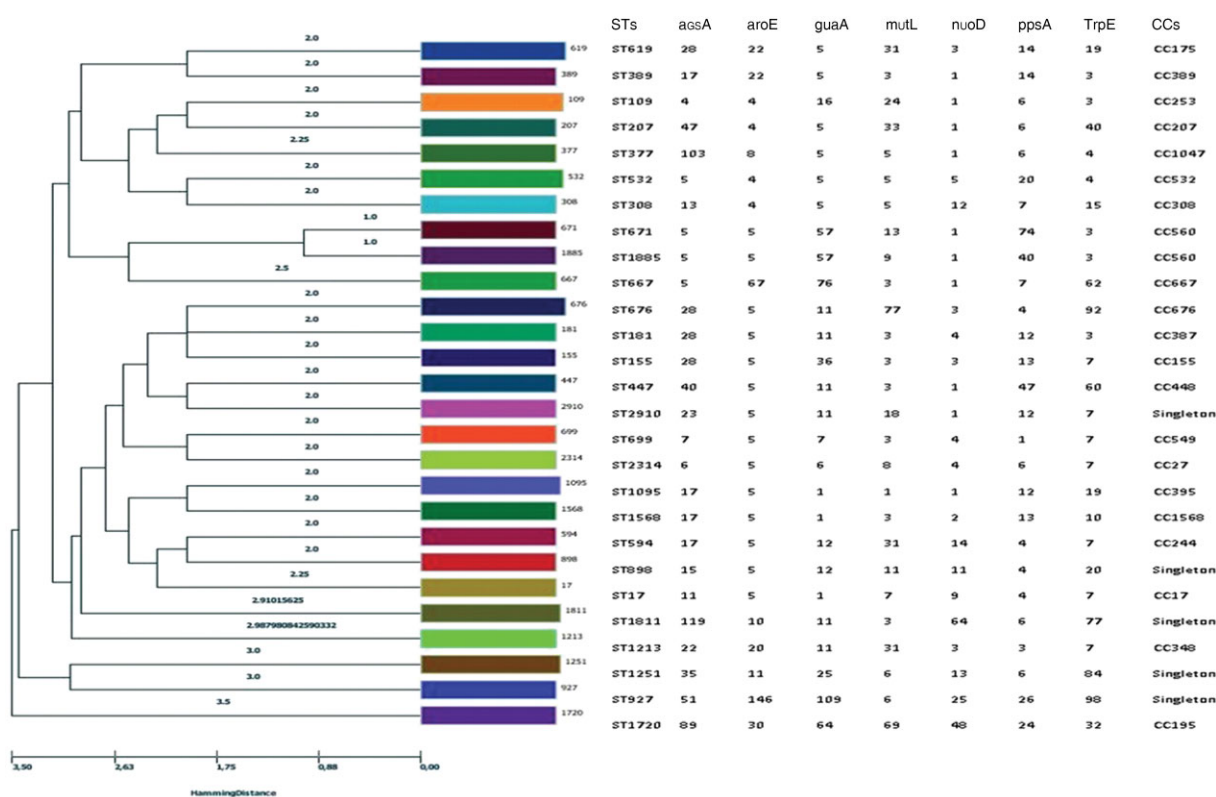 STs aGsA aroE guaA mutL nuoD ppsA TrpE CCs
2.0
619 ST619 28 22 5 31 3 14 19 CC175
2.0
389 ST389 17 22 5 3 1 14 3 CC389
2.0
109 ST109 4 4 16 24 1 6 3 CC253
2.0
207 ST207 47 4 5 33 1 6 40 CC207
2.25
377 ST377 103 8 5 5 1 6 4 CC1047
2.0
532 ST532 5 4 5 5 5 20 4 CC532
2.0
308 ST308 13 4 5 5 12 7 15 CC308
1.0
671 ST671 5 5 57 13 1 74 3 CC560
1.0
1885 ST1885 5 5 57 9 1 40 3 CC560
2.5
667 ST667 5 67 76 3 1 7 62 CC667
2.0
676 ST676 28 5 11 77 3 4 92 CC676
2.0
181 ST181 28 5 11 3 4 12 3 CC387
2.0
155 ST155 28 5 36 3 3 13 7 CC155
2.0
447 ST447 40 5 11 3 1 47 60 CC448
2.0
2910 ST2910 23 5 11 18 1 12 7 Singleton
2.0
699 ST699 7 5 7 3 4 1 7 CC549
2.0
2314 ST2314 6 5 6 8 4 6 7 CC27
2.0
1095 ST1095 17 5 1 1 1 12 19 CC395
2.0
1568 ST1568 17 5 1 3 2 13 10 CC1568
2.0
594 ST594 17 5 12 31 14 4 7 CC244
2.0
898 ST898 15 5 12 11 11 4 20 Singleton
2.25
17 ST17 11 5 1 7 9 4 7 CC17
2.91015625
1811 ST1811 119 10 11 3 64 6 77 Singleton
2.987980842590332
1213 ST1213 22 20 11 31 3 3 7 CC348
3.0
1251 ST1251 35 11 25 6 13 6 84 Singleton
3.0
927 ST927 51 146 109 6 25 26 98 Singleton
3.5
1720 ST1720 89 30 64 69 48 24 32 CC195
3,50 2,63 1,75 0,88 0,00
HammingDistance